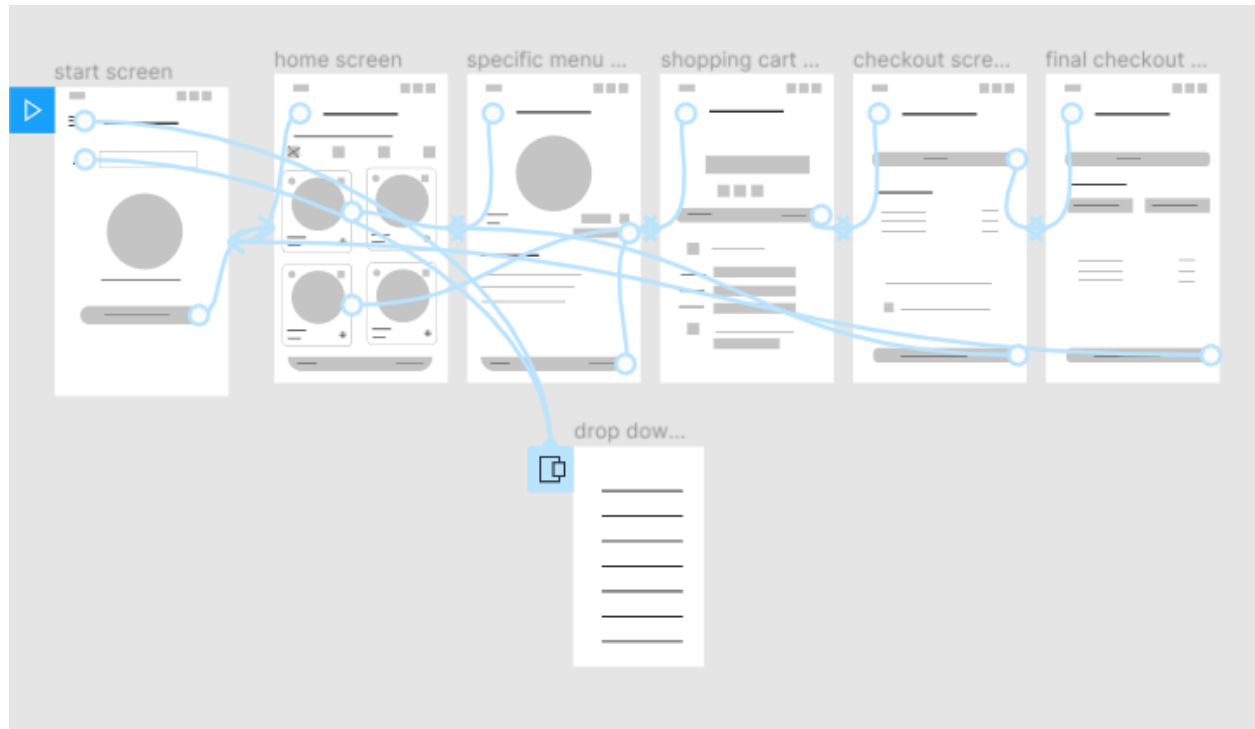 start screen
home screen
specific menu ...
shopping cart ...
checkout scre...
final checkout ...
drop dow...